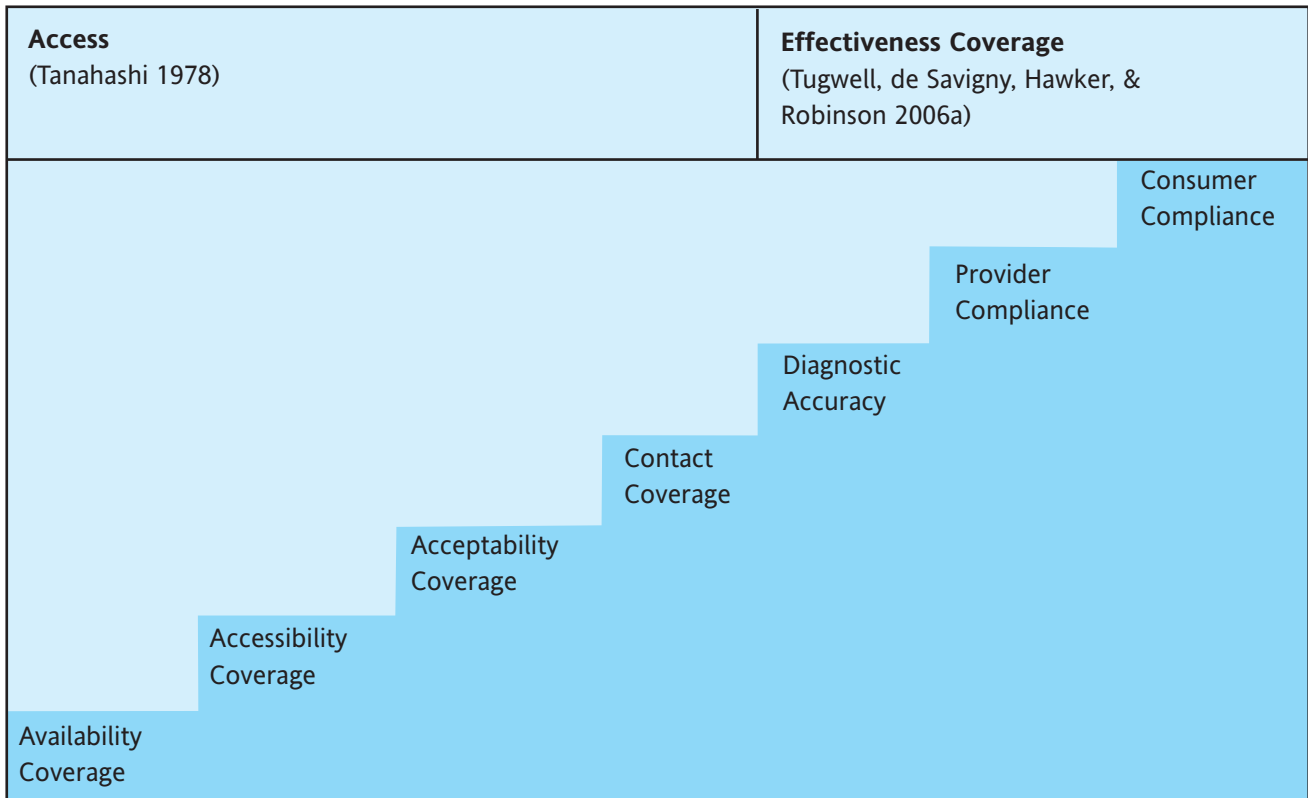 Access
(Tanahashi 1978)
Effectiveness Coverage
(Tugwell, de Savigny, Hawker, &
Robinson 2006a)
Consumer
Compliance
Provider
Compliance
Diagnostic
Accuracy
Contact
Coverage
Acceptability
Coverage
Accessibility
Coverage
Availability
Coverage